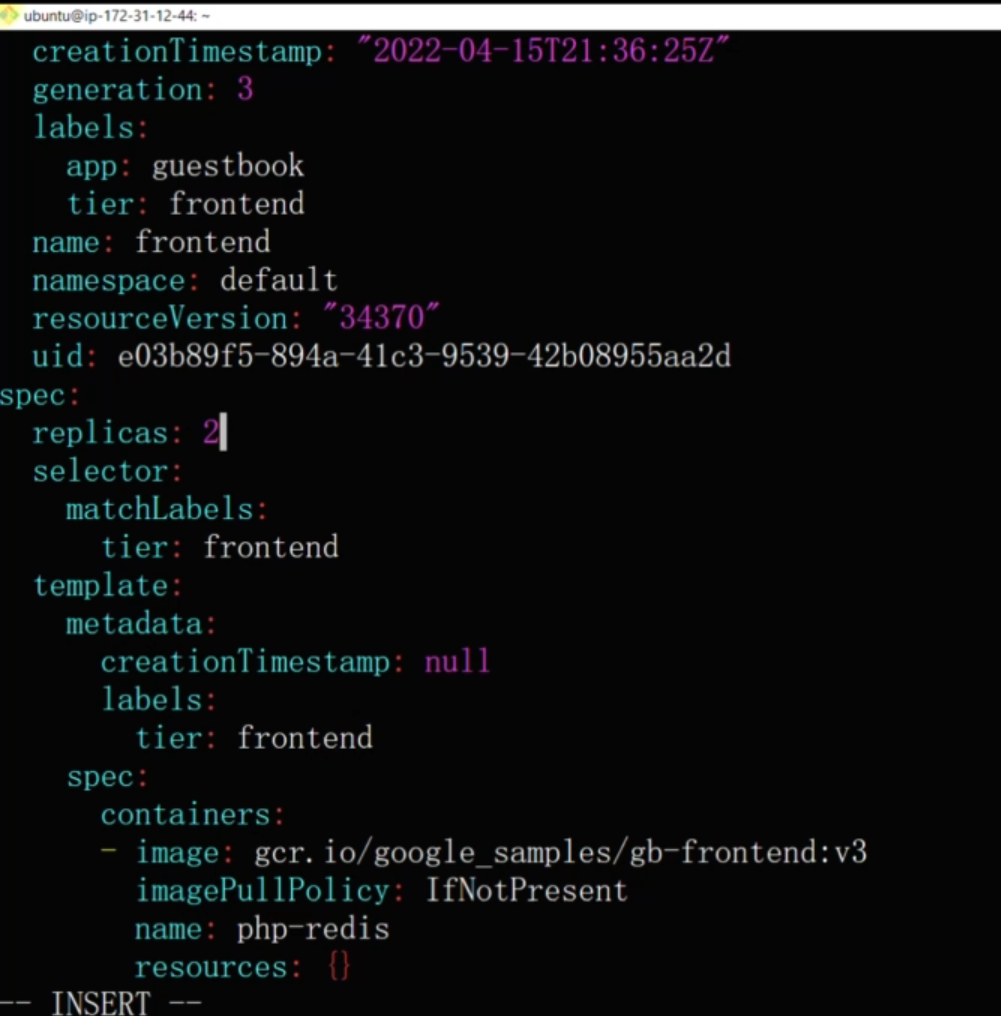 ubuntu@ip-172-31-12-44: ~
creationTimestamp: "2022-04-15T21:36:25Z"
generation: 3
labels:
app: guestbook
tier: frontend
name: frontend
namespace: default
resourceVersion: "34370"
uid: e03b89f5-894a-41c3-9539-42b08955aa2d
spec:
replicas: 2
selector:
matchLabels:
tier: frontend
template:
metadata:
creationTimestamp: null
labels:
tier: frontend
spec:
containers:
- image: gcr.io/google_samples/gb-frontend:v3
imagePullPolicy: IfNotPresent
name: php-redis
resources: {}
-- INSERT --